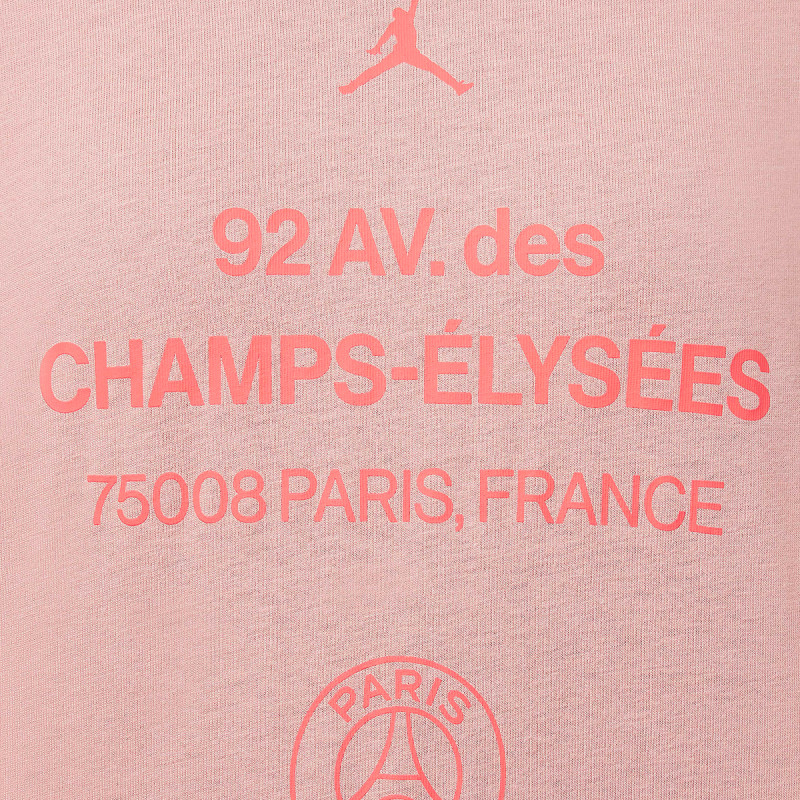 92 AV. des
CHAMPS-ÉLYSÉES
75008 PARIS, FRANCE
PARIS